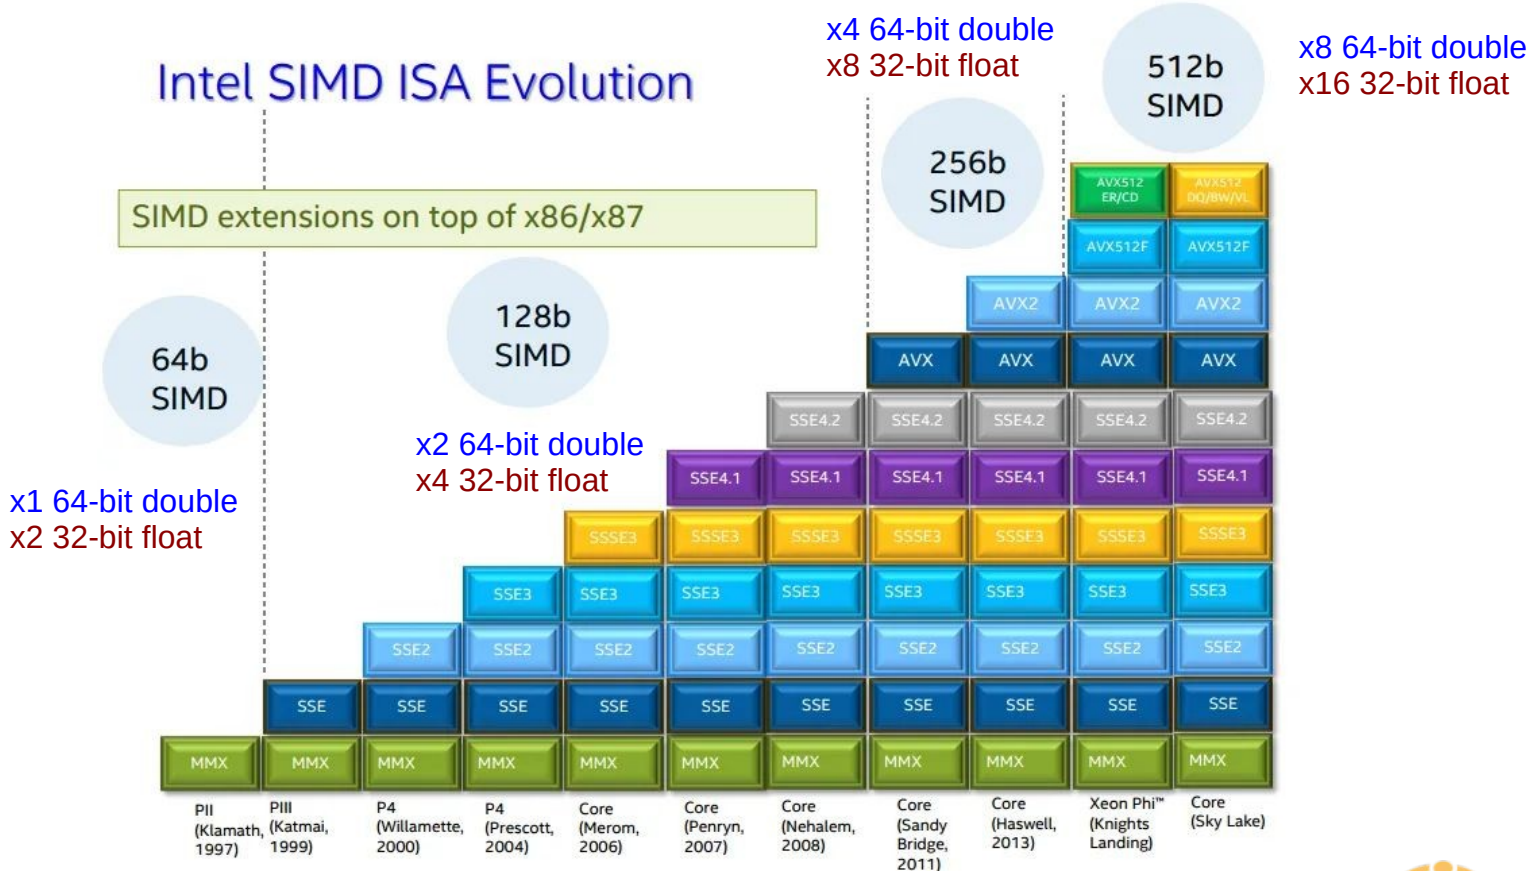 x4 64-bit double
x8 32-bit float
x8 64-bit double
x16 32-bit float
Intel SIMD ISA Evolution
512b
SIMD
256b
SIMD
SIMD extensions on top of x86/x87
128b
SIMD
64b
SIMD
x2 64-bit double
x4 32-bit float
x1 64-bit double
x2 32-bit float
AVX512
ER/CD
AVX512
DQ/BW/VL
AVX512F
AVX512F
AVX2
AVX2
AVX2
AVX
AVX
AVX
AVX
SSE4.2
SSE4.2
SSE4.2
SSE4.2
SSE4.2
SSE4.1
SSE4.1
SSE4.1
SSE4.1
SSE4.1
SSE4.1
SSSE3
SSSE3
SSSE3
SSSE3
SSSE3
SSSE3
SSSE3
SSE3
SSE3
SSE3
SSE3
SSE3
SSE3
SSE3
SSE3
SSE2
SSE2
SSE2
SSE2
SSE2
SSE2
SSE2
SSE2
SSE2
SSE
SSE
SSE
SSE
SSE
SSE
SSE
SSE
SSE
SSE
MMX
MMX
MMX
MMX
MMX
MMX
MMX
MMX
MMX
MMX
MMX
PII
(Klamath,
1997)
PIII
(Katmai,
1999)
P4
(Willamette,
2000)
P4
(Prescott,
2004)
Core
(Merom,
2006)
Core
(Penryn,
2007)
Core
(Nehalem,
2008)
Core
(Sandy
Bridge,
2011)
Core
(Haswell,
2013)
Xeon Phi™
(Knights
Landing)
Core
(Sky Lake)